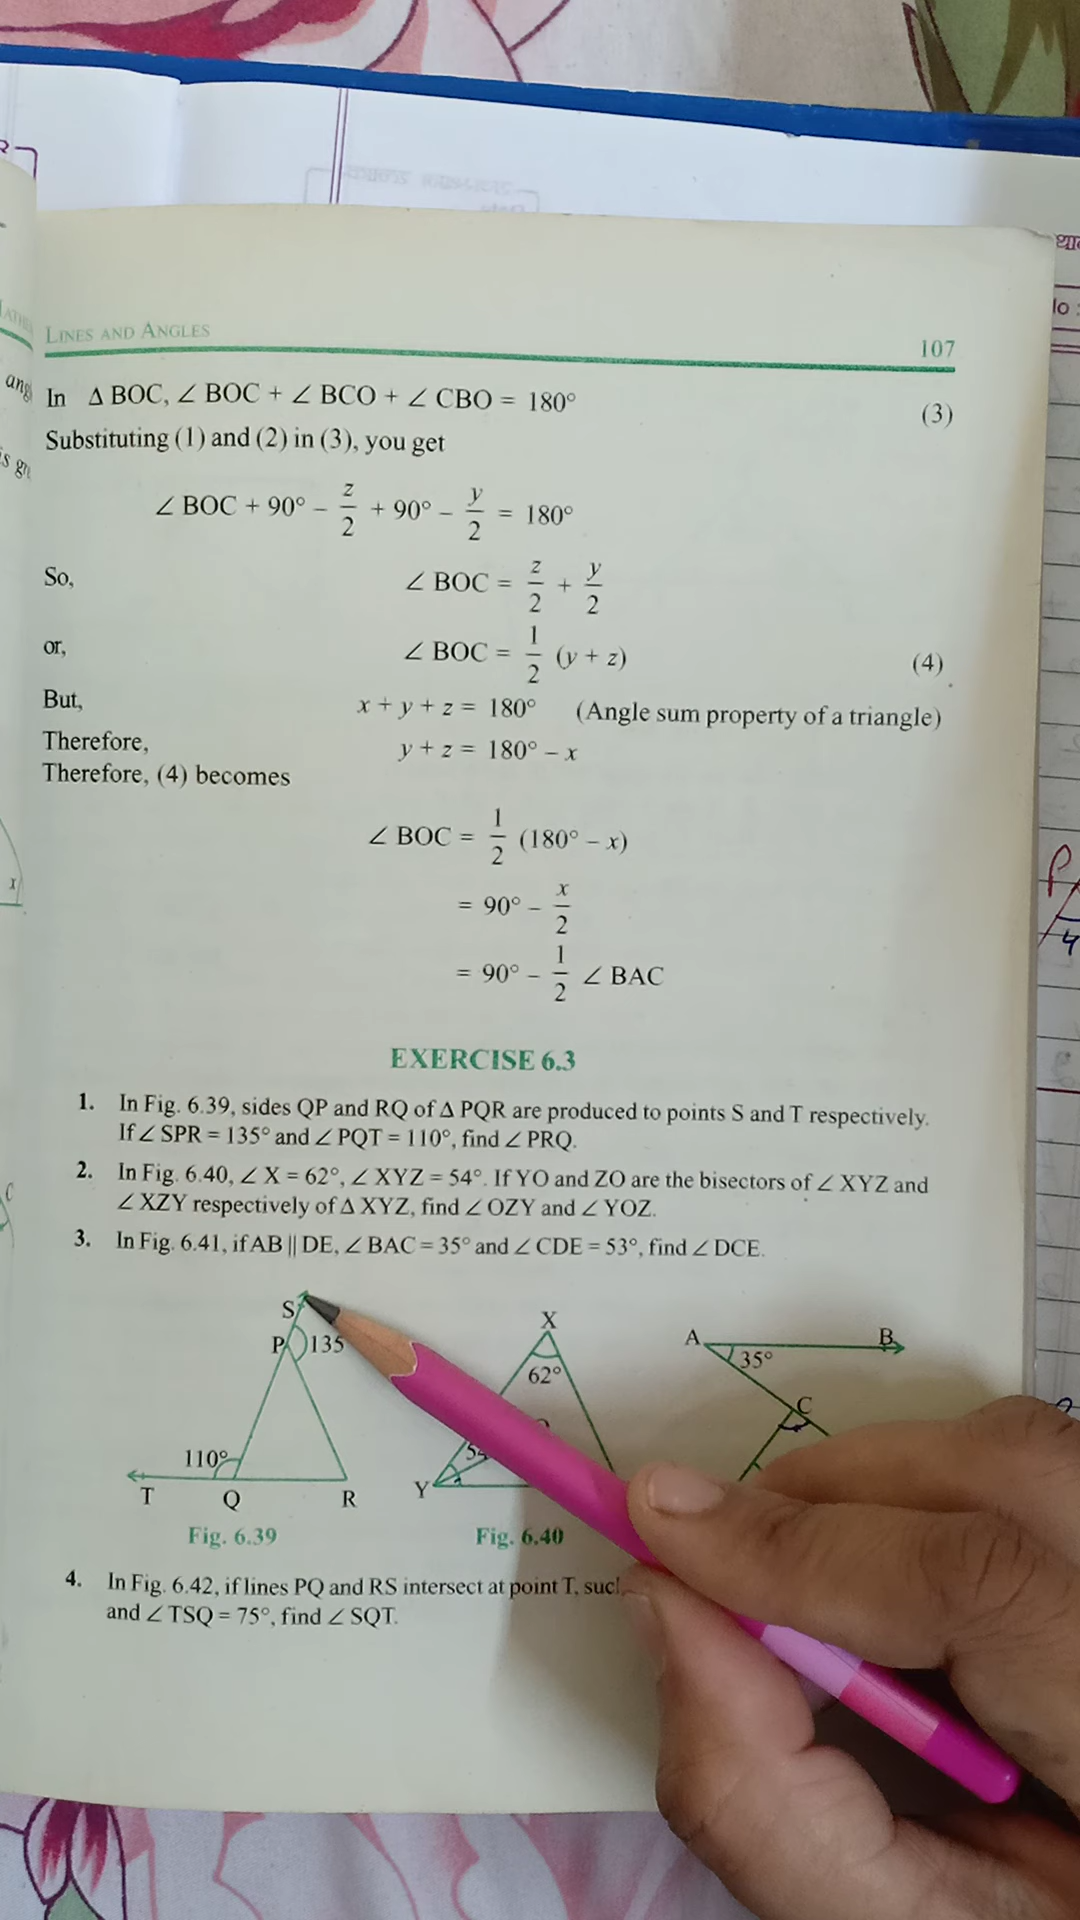 LINES AND ANGLES
107
In Δ BOC, ∠ BOC + ∠ BCO + ∠ CBO = 180° (3)
Substituting (1) and (2) in (3), you get
∠ BOC + 90° – z/2 + 90° – y/2 = 180°
So, ∠ BOC = z/2 + y/2
or, ∠ BOC = 1/2 (y + z) (4)
But, x + y + z = 180° (Angle sum property of a triangle)
Therefore, y + z = 180° – x
Therefore, (4) becomes
∠ BOC = 1/2 (180° – x)
= 90° – x/2
= 90° – 1/2 ∠ BAC
EXERCISE 6.3
1. In Fig. 6.39, sides QP and RQ of Δ PQR are produced to points S and T respectively.
If ∠ SPR = 135° and ∠ PQT = 110°, find ∠ PRQ.
2. In Fig. 6.40, ∠ X = 62°, ∠ XYZ = 54°. If YO and ZO are the bisectors of ∠ XYZ and
∠ XZY respectively of Δ XYZ, find ∠ OZY and ∠ YOZ.
3. In Fig. 6.41, if AB || DE, ∠ BAC = 35° and ∠ CDE = 53°, find ∠ DCE.
S
P 135
110°
T Q R
Fig. 6.39
X
62°
54
Y
Fig. 6.40
A B
35°
C
4. In Fig. 6.42, if lines PQ and RS intersect at point T,
and ∠ TSQ = 75°, find ∠ SQT.